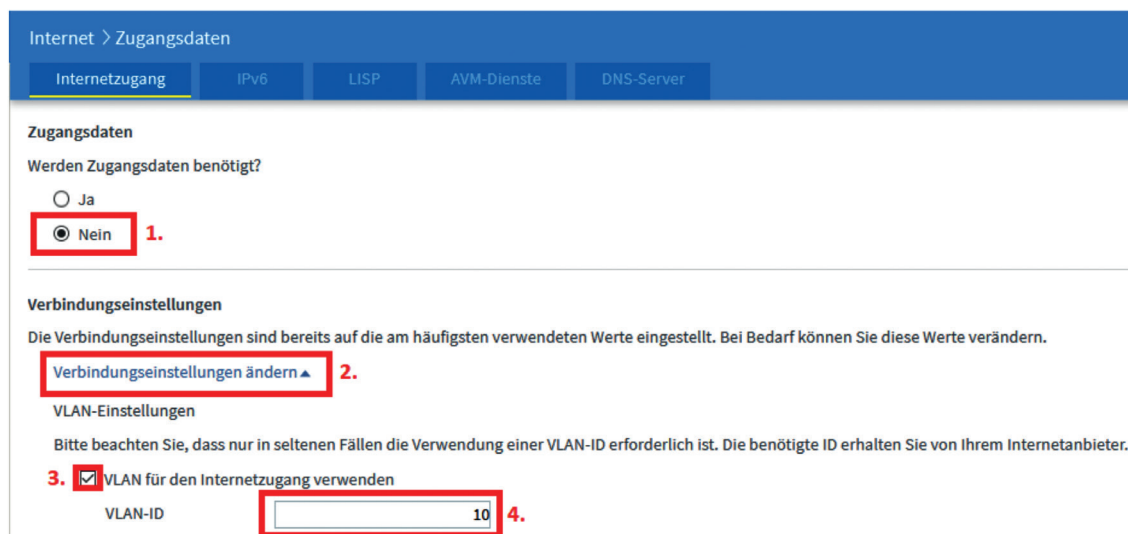 Internet > Zugangsdaten
Internetzugang IPv6 LISP AVM-Dienste DNS-Server
Zugangsdaten
Werden Zugangsdaten benötigt?
Ja
Nein 1.
Verbindungseinstellungen
Die Verbindungseinstellungen sind bereits auf die am häufigsten verwendeten Werte eingestellt. Bei Bedarf können Sie diese Werte verändern.
Verbindungseinstellungen ändern ▲ 2.
VLAN-Einstellungen
Bitte beachten Sie, dass nur in seltenen Fällen die Verwendung einer VLAN-ID erforderlich ist. Die benötigte ID erhalten Sie von Ihrem Internetanbieter.
3. VLAN für den Internetzugang verwenden
VLAN-ID 10 4.